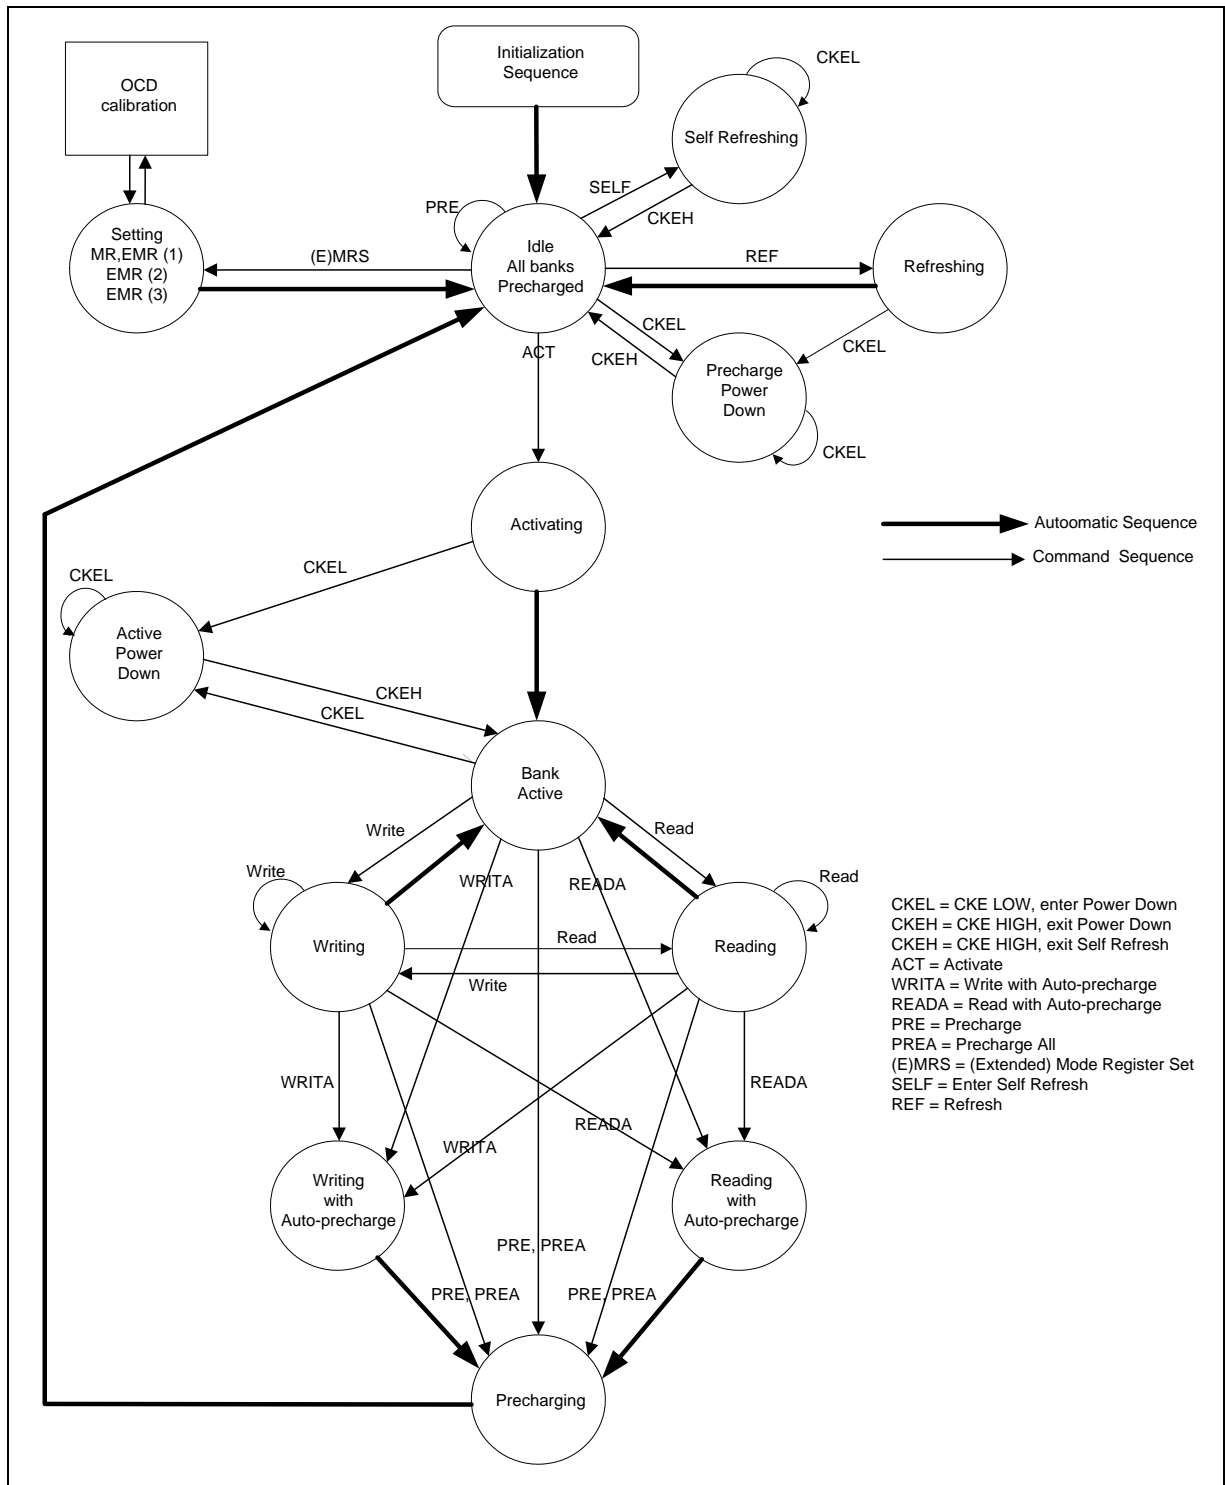 Initialization
Sequence
OCD
calibration
CKEL
Self Refreshing
SELF
CKEH
PRE
Setting
MR,EMR (1)
EMR (2)
EMR (3)
(E)MRS
Idle
All banks
Precharged
REF
Refreshing
CKEL
CKEH
CKEL
ACT
Precharge
Power
Down
CKEL
Activating
Autoomatic Sequence
Command Sequence
CKEL
CKEL
Active
Power
Down
CKEH
CKEL
Bank
Active
Write
Read
Write
WRITA
READA
Read
Writing
Read
Reading
Write
CKEL = CKE LOW, enter Power Down
CKEH = CKE HIGH, exit Power Down
CKEH = CKE HIGH, exit Self Refresh
ACT = Activate
WRITA = Write with Auto-precharge
READA = Read with Auto-precharge
PRE = Precharge
PREA = Precharge All
(E)MRS = (Extended) Mode Register Set
SELF = Enter Self Refresh
REF = Refresh
WRITA
READA
READA
WRITA
Writing
with
Auto-precharge
Reading
with
Auto-precharge
PRE, PREA
PRE, PREA
PRE, PREA
Precharging